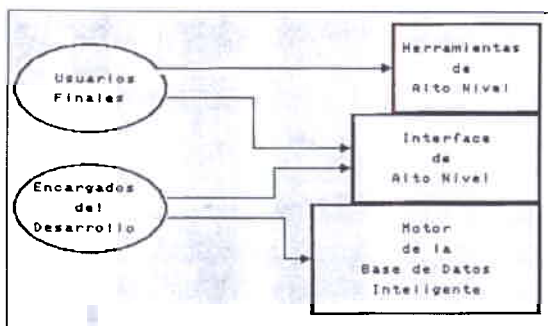 Usuarios
Finales
Encargados
del
Desarrollo
Herramientas
de
Alto Nivel
Interface
de
Alto Nivel
Motor
de la
Base de Datos
Inteligente